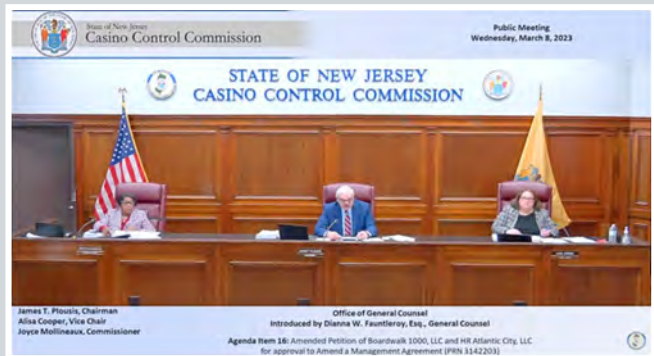 State of New Jersey
Casino Control Commission
Public Meeting
Wednesday, March 8, 2023
STATE OF NEW JERSEY
CASINO CONTROL COMMISSION
James T. Plousis, Chairman
Alisa Cooper, Vice Chair
Joyce Mollineaux, Commissioner
Office of General Counsel
Introduced by Dianna W. Fauntleroy, Esq., General Counsel
Agenda Item 16: Amended Petition of Boardwalk 1000, LLC and HR Atlantic City, LLC
for approval to Amend a Management Agreement (PRN 3142203)